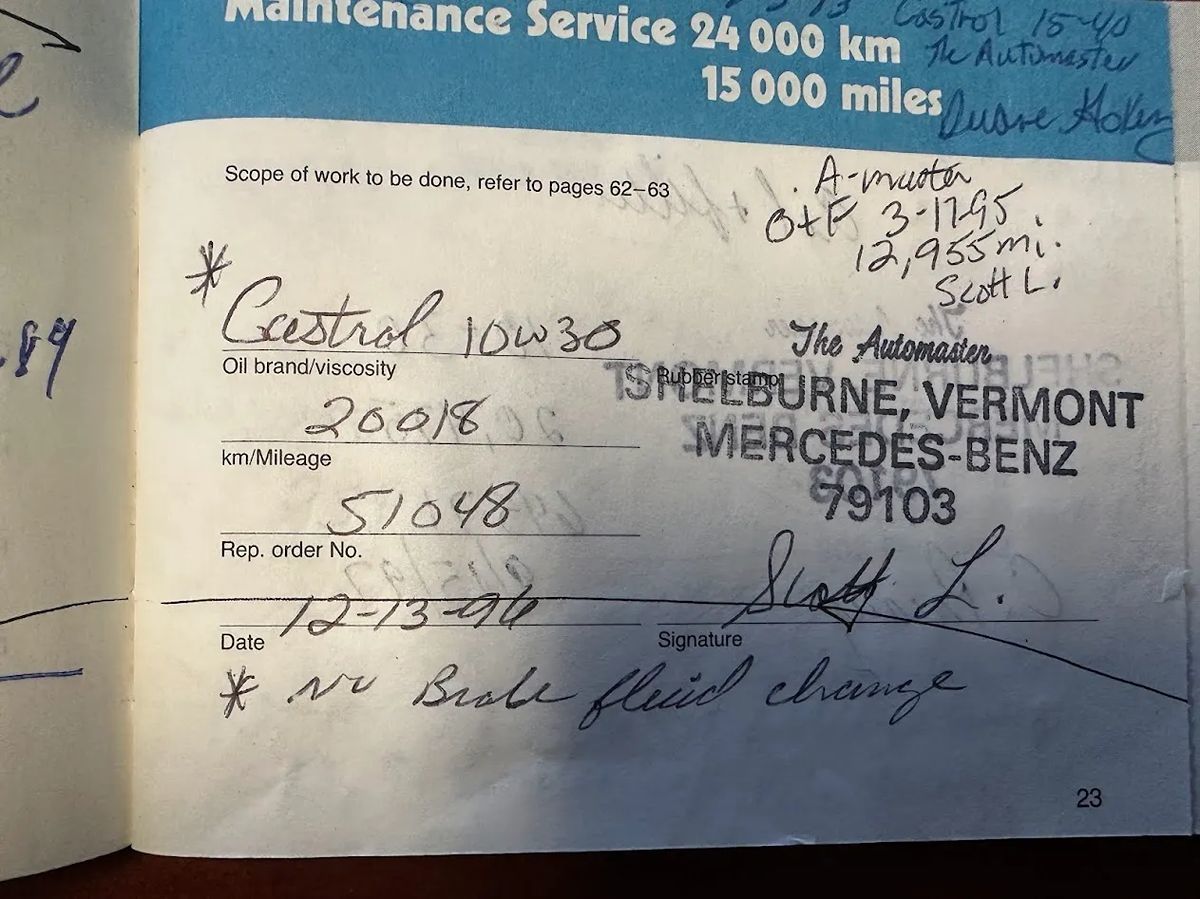 Maintenance Service 24 000 km
15 000 miles
Castrol 15-40
The Automaster
Duane
Scope of work to be done, refer to pages 62–63
A-master
O+F 3-17-95
12,955 mi.
Scott L.
*
Castrol 10W30
Oil brand/viscosity
20018
km/Mileage
51048
Rep. order No.
12-13-96
Date
Rubber stamp
The Automaster
SHELBURNE, VERMONT
MERCEDES-BENZ
79103
Scott L.
Signature
* No Brake fluid change
23
89